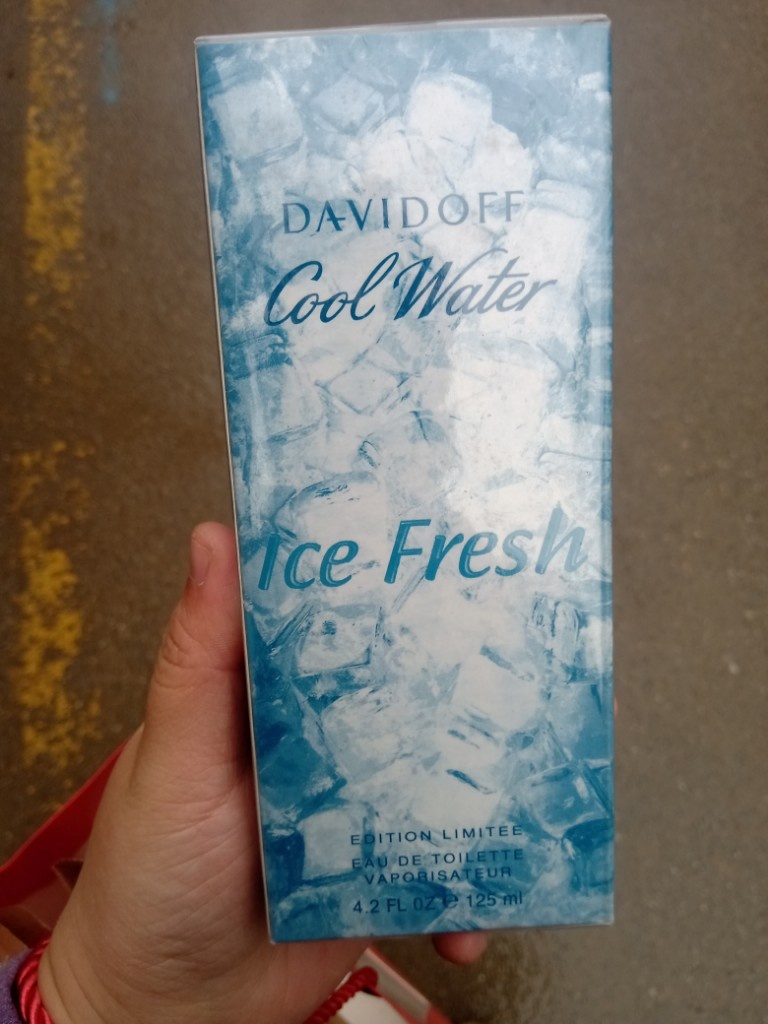 DAVIDOFF
Cool Water
Ice Fresh
EDITION LIMITEE
EAU DE TOILETTE
VAPORISATEUR
4.2 FL OZ ℮ 125 ml